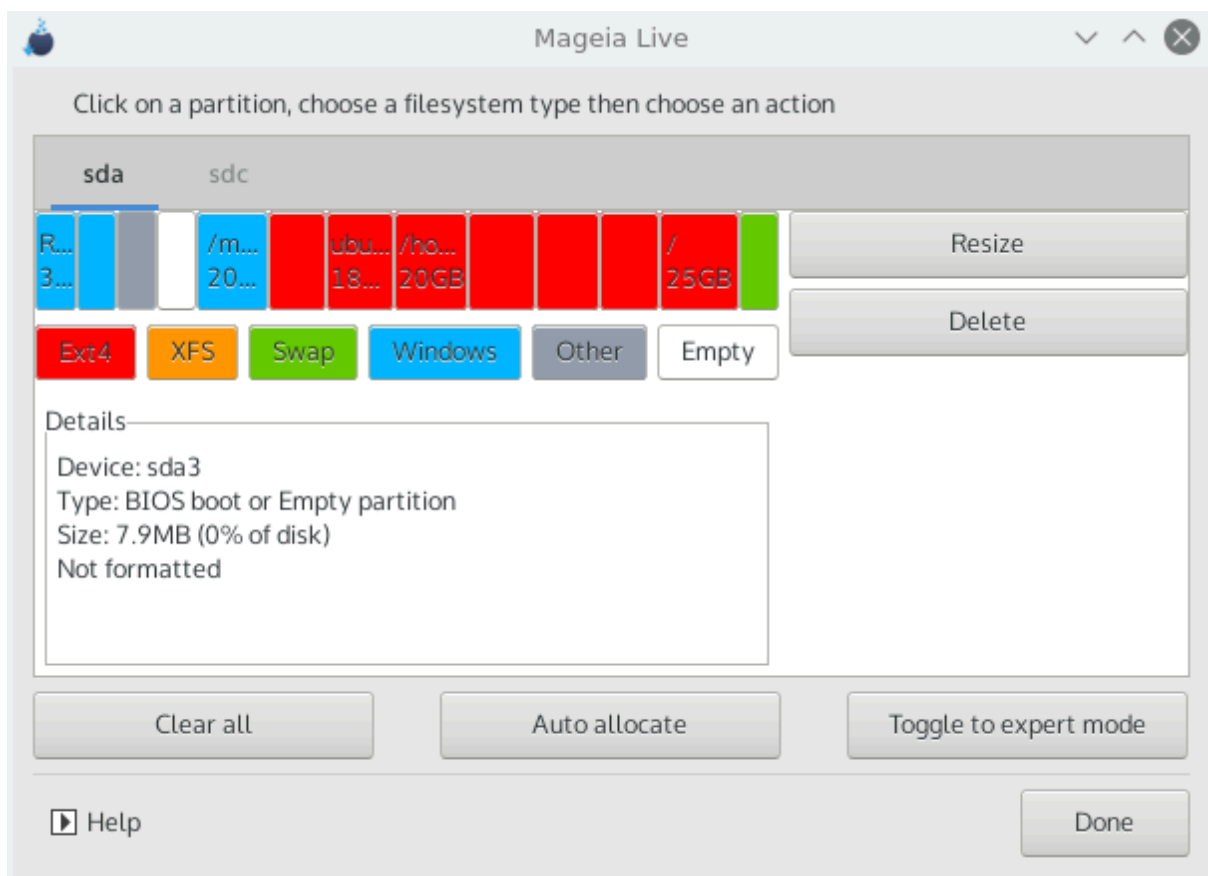 Mageia Live
Click on a partition, choose a filesystem type then choose an action
sda sdc
R... /m... ubu... /ho... /
3... 20... 18... 20GB 25GB
Resize
Delete
Ext4 XFS Swap Windows Other Empty
Details
Device: sda3
Type: BIOS boot or Empty partition
Size: 7.9MB (0% of disk)
Not formatted
Clear all Auto allocate Toggle to expert mode
Help Done